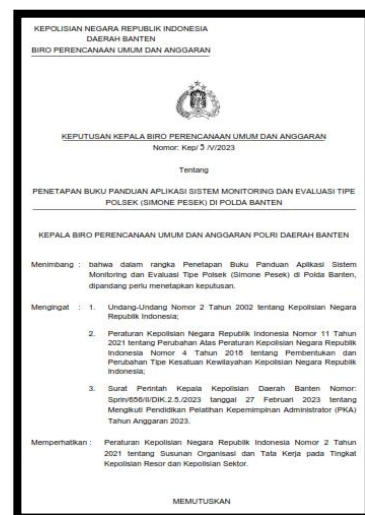 KEPOLISIAN NEGARA REPUBLIK INDONESIA
DAERAH BANTEN
BIRO PERENCANAAN UMUM DAN ANGGARAN
KEPUTUSAN KEPALA BIRO PERENCANAAN UMUM DAN ANGGARAN
Nomor: Kep/ 5 /V/2023
Tentang
PENETAPAN BUKU PANDUAN APLIKASI SISTEM MONITORING DAN EVALUASI TIPE
POLSEK (SIMONE PESEK) DI POLDA BANTEN
KEPALA BIRO PERENCANAAN UMUM DAN ANGGARAN POLRI DAERAH BANTEN
Menimbang : bahwa dalam rangka Penetapan Buku Panduan Aplikasi Sistem
Monitoring dan Evaluasi Tipe Polsek (Simone Pesek) di Polda Banten,
dipandang perlu menetapkan keputusan.
Mengingat : 1. Undang-Undang Nomor 2 Tahun 2002 tentang Kepolisian Negara
Republik Indonesia;
2. Peraturan Kepolisian Negara Republik Indonesia Nomor 11 Tahun
2021 tentang Perubahan Atas Peraturan Kepolisian Negara Republik
Indonesia Nomor 4 Tahun 2018 tentang Pembentukan dan
Perubahan Tipe Kesatuan Kewilayahan Kepolisian Negara Republik
Indonesia;
3. Surat Perintah Kepala Kepolisian Daerah Banten Nomor:
Sprin/656/II/DIK.2.5./2023 tanggal 27 Februari 2023 tentang
Mengikuti Pendidikan Pelatihan Kepemimpinan Administrator (PKA)
Tahun Anggaran 2023.
Memperhatikan : Peraturan Kepolisian Negara Republik Indonesia Nomor 2 Tahun
2021 tentang Susunan Organisasi dan Tata Kerja pada Tingkat
Kepolisian Resor dan Kepolisian Sektor.
MEMUTUSKAN